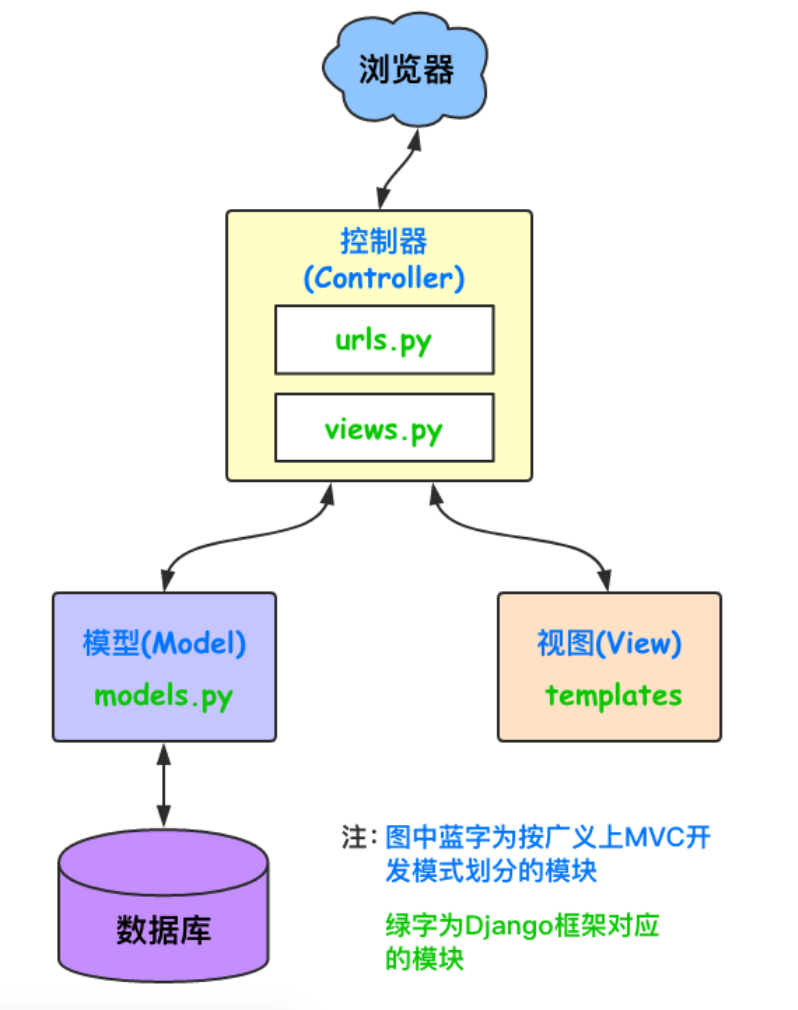 浏览器
控制器
(Controller)
urls.py
views.py
模型(Model)
models.py
视图(View)
templates
数据库
注：图中蓝字为按广义上MVC开
发模式划分的模块
绿字为Django框架对应
的模块